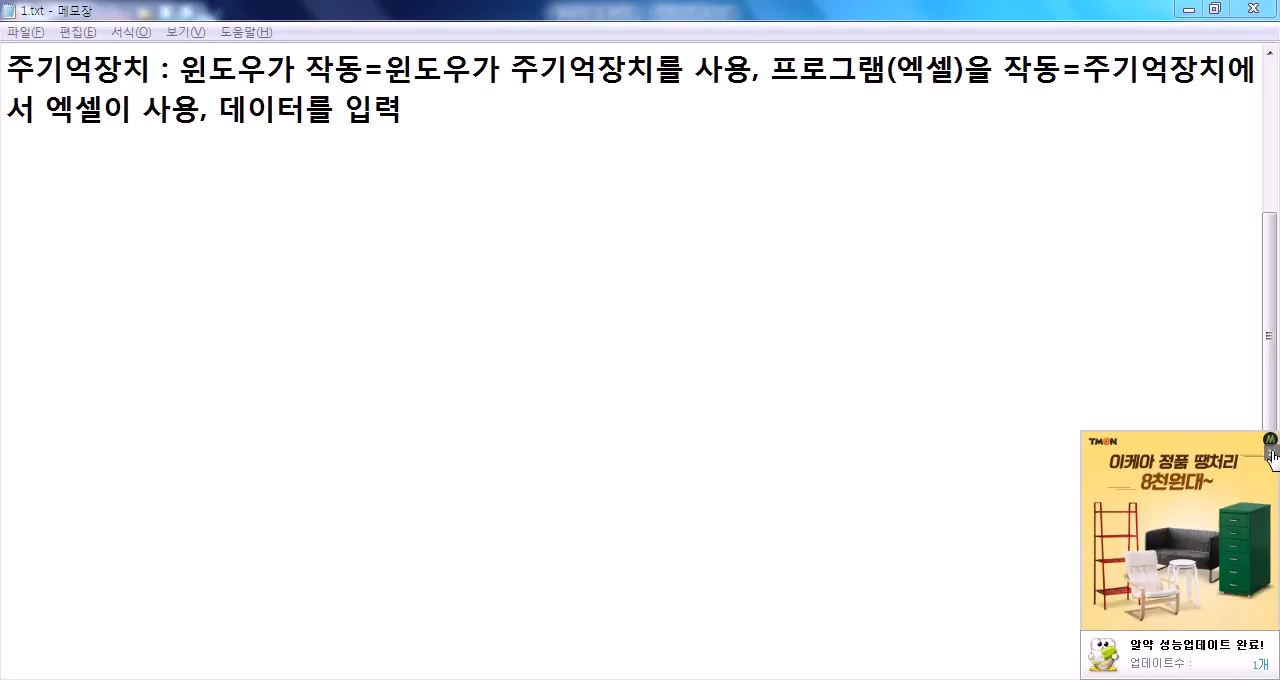 1.txt - 메모장
파일(F) 편집(E) 서식(O) 보기(V) 도움말(H)
주기억장치 : 윈도우가 작동=윈도우가 주기억장치를 사용, 프로그램(엑셀)을 작동=주기억장치에
서 엑셀이 사용, 데이터를 입력
TMON
이케아 정품 땡처리
8천원대~
알약 성능업데이트 완료!
업데이트수 : 1개